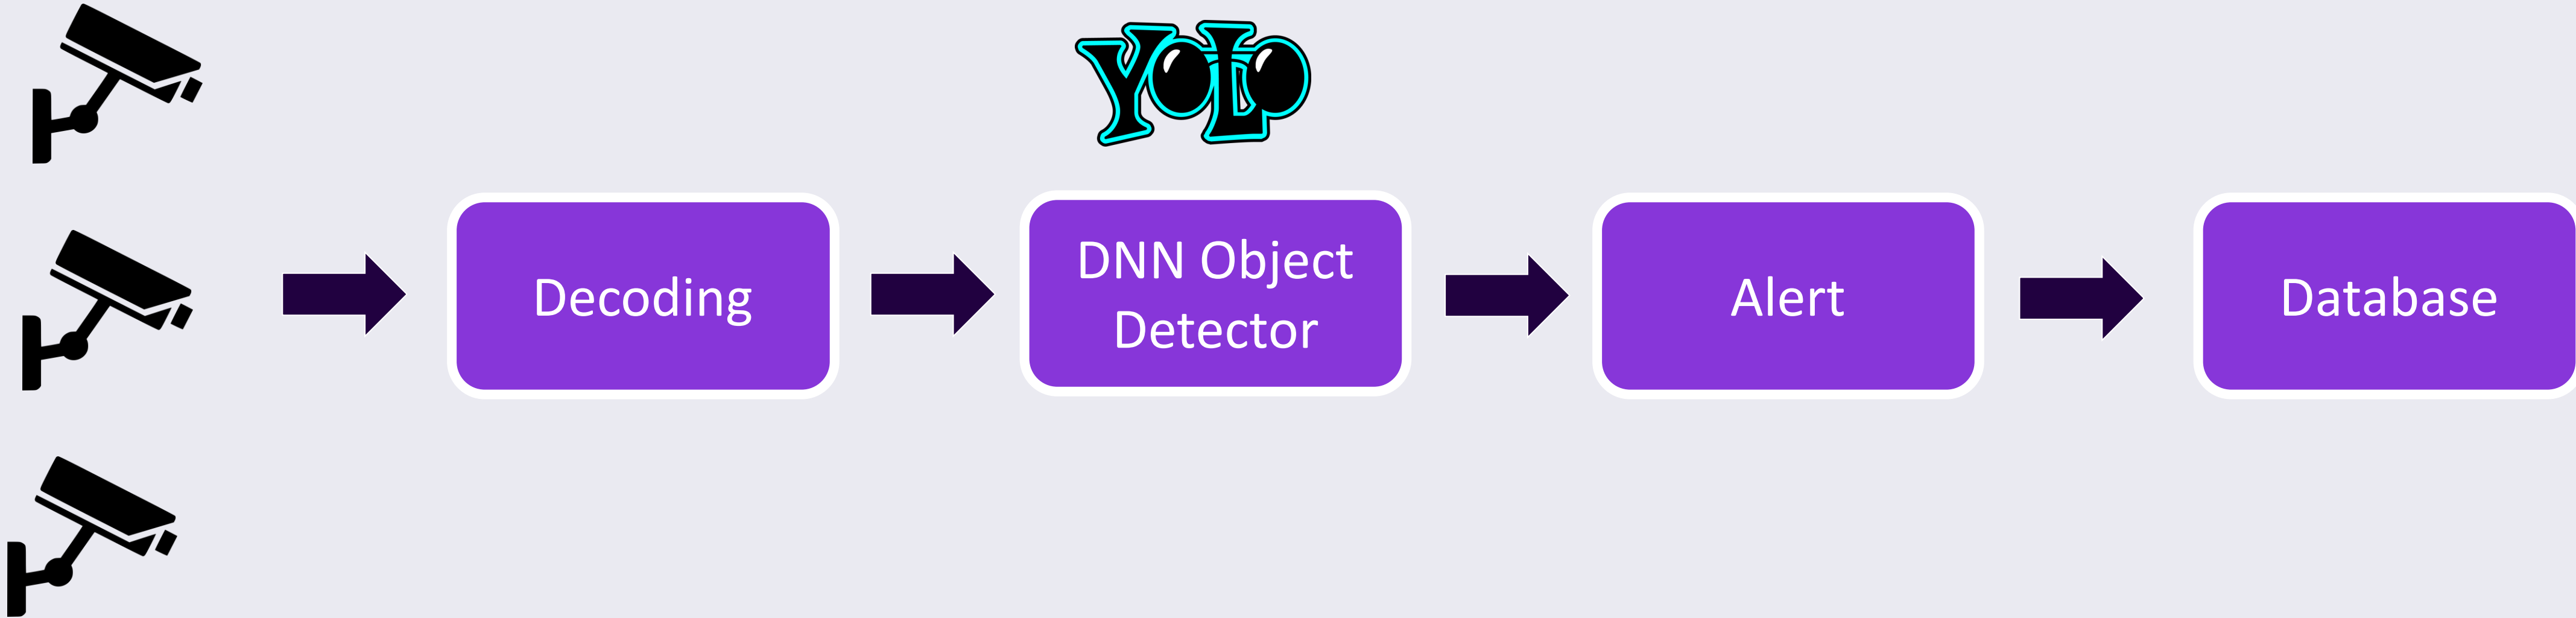 YOLO
Decoding
DNN Object
Detector
Alert
Database